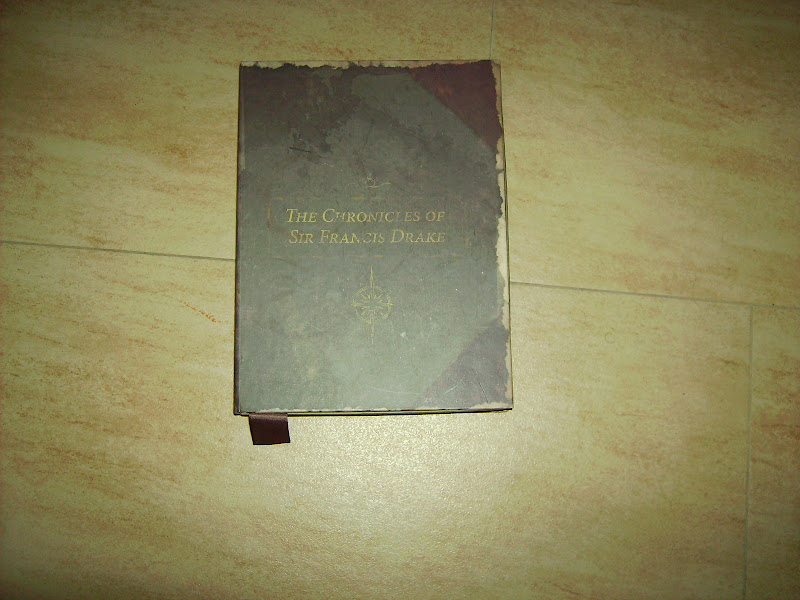 The Chronicles of
Sir Francis Drake